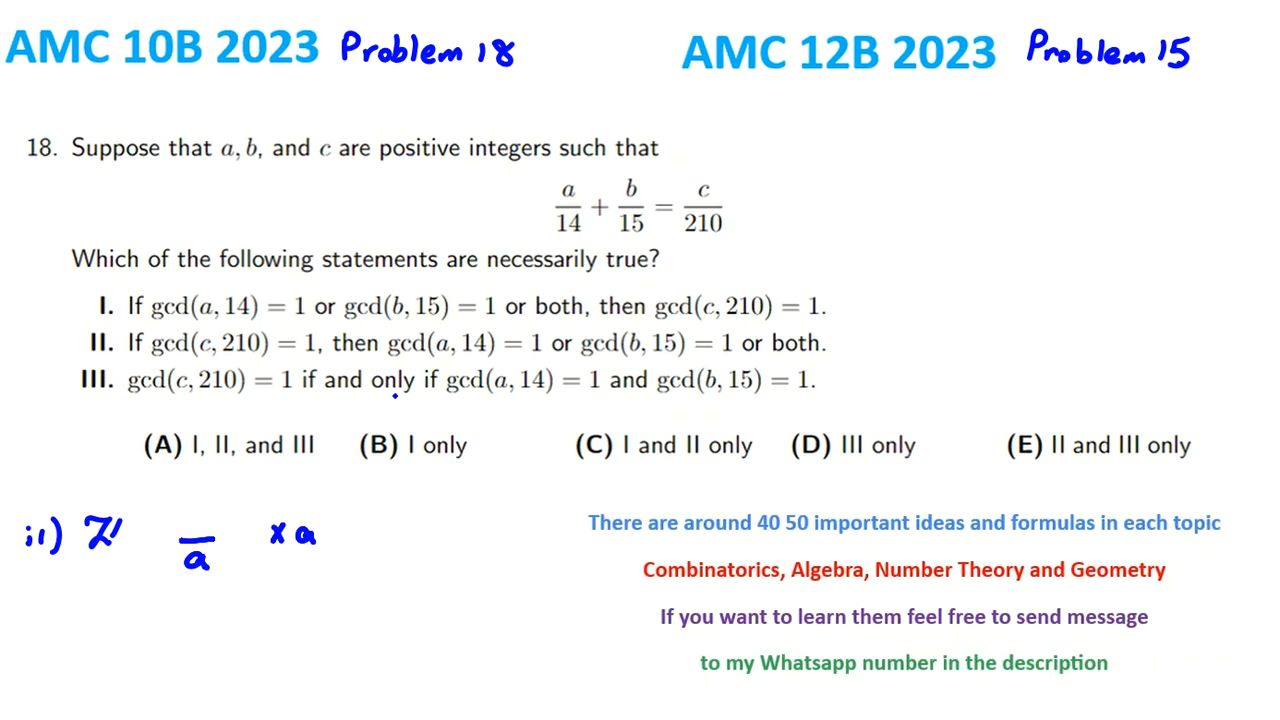 AMC 10B 2023 Problem 18
AMC 12B 2023 Problem 15
18. Suppose that a, b, and c are positive integers such that
a/14 + b/15 = c/210
Which of the following statements are necessarily true?
I. If gcd(a, 14) = 1 or gcd(b, 15) = 1 or both, then gcd(c, 210) = 1.
II. If gcd(c, 210) = 1, then gcd(a, 14) = 1 or gcd(b, 15) = 1 or both.
III. gcd(c, 210) = 1 if and only if gcd(a, 14) = 1 and gcd(b, 15) = 1.
(A) I, II, and III (B) I only (C) I and II only (D) III only (E) II and III only
a × a
There are around 40 50 important ideas and formulas in each topic
Combinatorics, Algebra, Number Theory and Geometry
If you want to learn them feel free to send message
to my Whatsapp number in the description